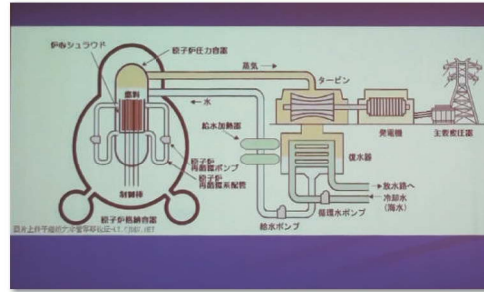 炉心シュラウド
原子炉圧力容器
燃料
蒸気 →
タービン
← 水
給水加熱器
発電機
主要変圧器
復水器
原子炉
再循環ポンプ
原子炉
再循環系配管
制御棒
→放水路へ
←冷却水
(海水)
循環水ポンプ
給水ポンプ
原子炉格納容器